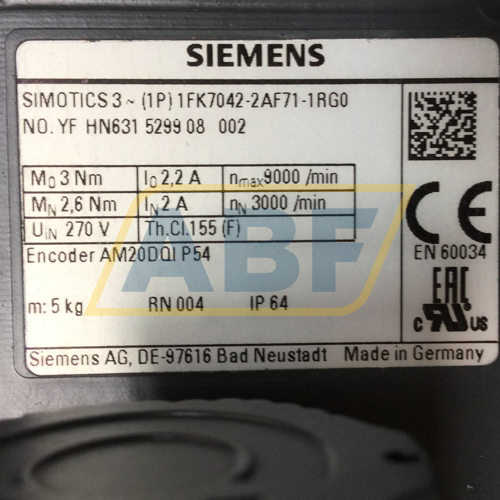 SIEMENS
SIMOTICS 3 ~ (1P) 1FK7042-2AF71-1RG0
NO. YF HN631 5299 08 002
M0 3 Nm I0 2,2 A nmax 9000 /min
MN 2,6 Nm IN 2 A nN 3000 /min
UIN 270 V Th.Cl.155 (F)
Encoder AM20DQI P54
CE
EN 60034
m: 5 kg RN 004 IP 64
EAC
c RU US
Siemens AG, DE-97616 Bad Neustadt Made in Germany
ABF